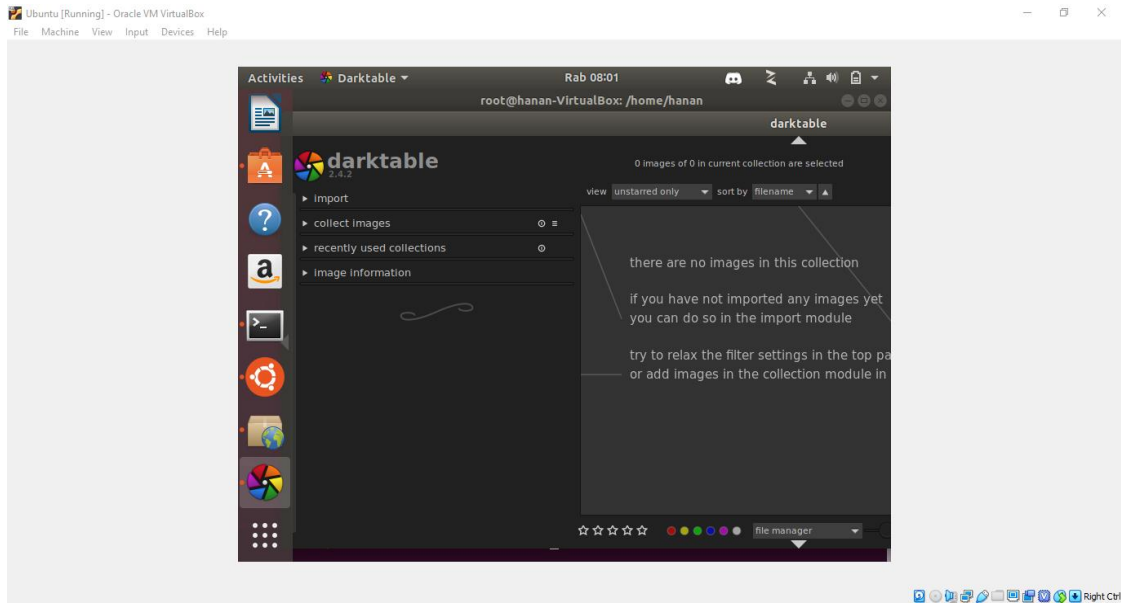 Ubuntu [Running] - Oracle VM VirtualBox
File Machine View Input Devices Help
Activities Darktable Rab 08:01
root@hanan-VirtualBox: /home/hanan
darktable
darktable
2.4.2
0 images of 0 in current collection are selected
view unstarred only sort by filename
import
collect images
recently used collections
image information
there are no images in this collection
if you have not imported any images yet
you can do so in the import module
try to relax the filter settings in the top pa
or add images in the collection module in
file manager
Right Ctrl